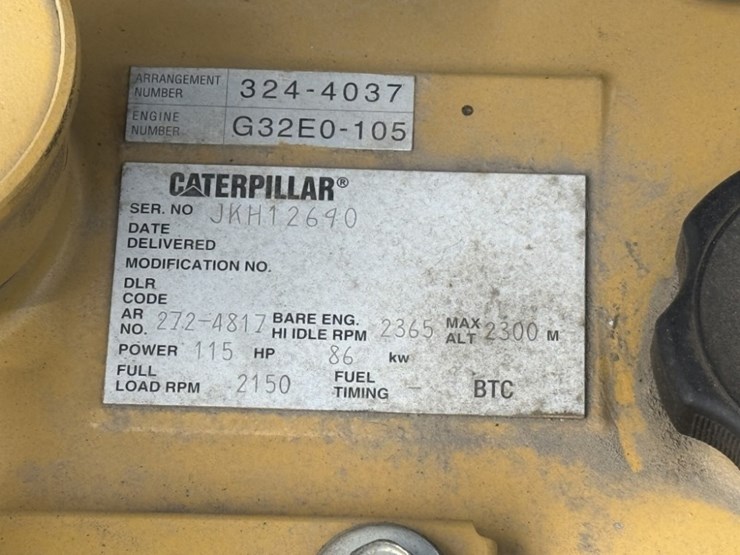 ARRANGEMENT NUMBER 324-4037
ENGINE NUMBER G32E0-105
CATERPILLAR®
SER. NO JKH12640
DATE
DELIVERED
MODIFICATION NO.
DLR
CODE
AR NO. 272-4817 BARE ENG. HI IDLE RPM 2365 MAX ALT 2300 M
POWER 115 HP 86 kw
FULL LOAD RPM 2150 FUEL TIMING - BTC